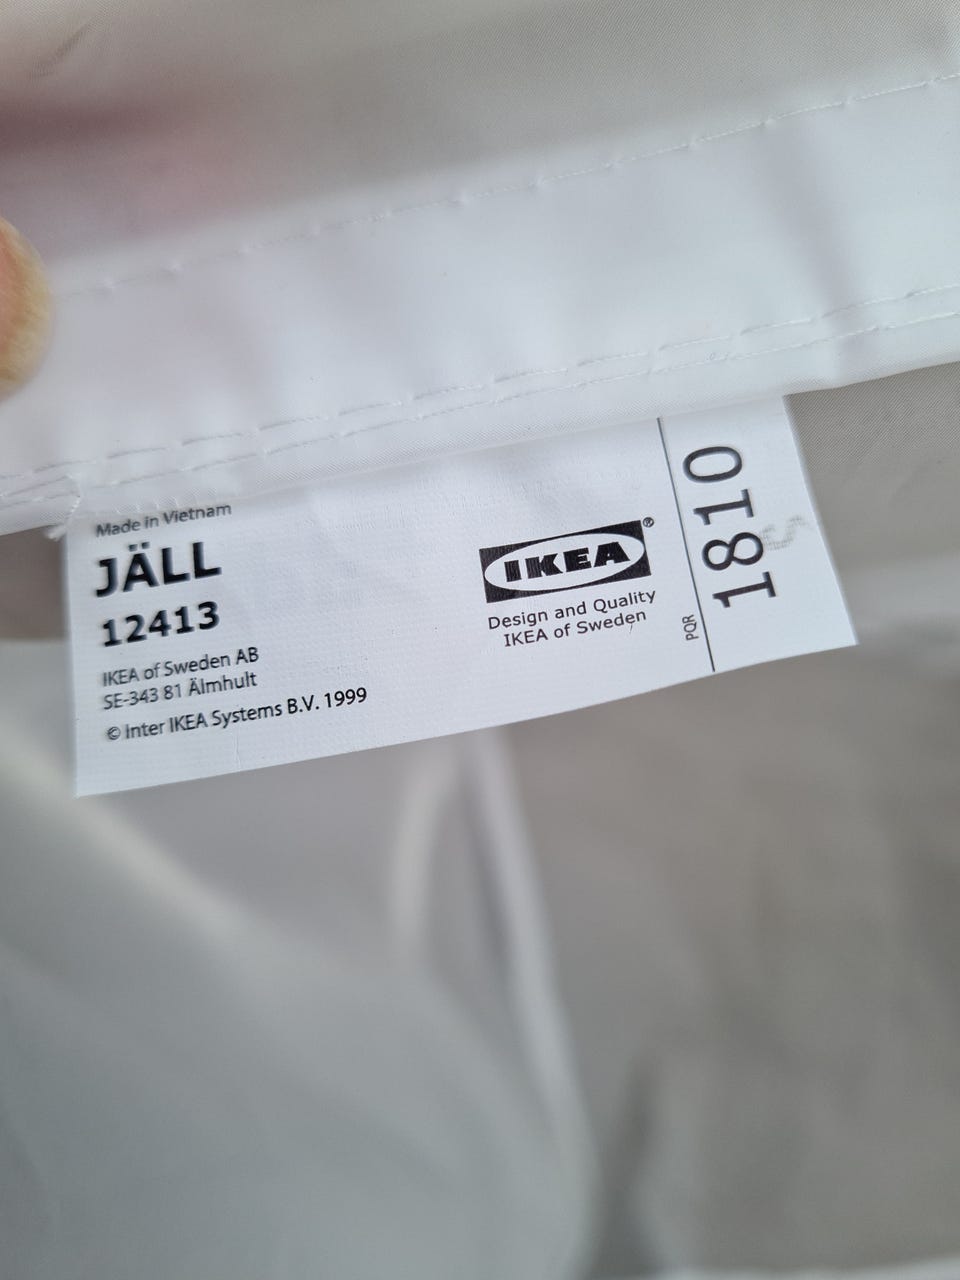 Made in Vietnam
JÄLL
12413
IKEA of Sweden AB
SE-343 81 Älmhult
© Inter IKEA Systems B.V. 1999
IKEA®
Design and Quality
IKEA of Sweden
PQR
1810